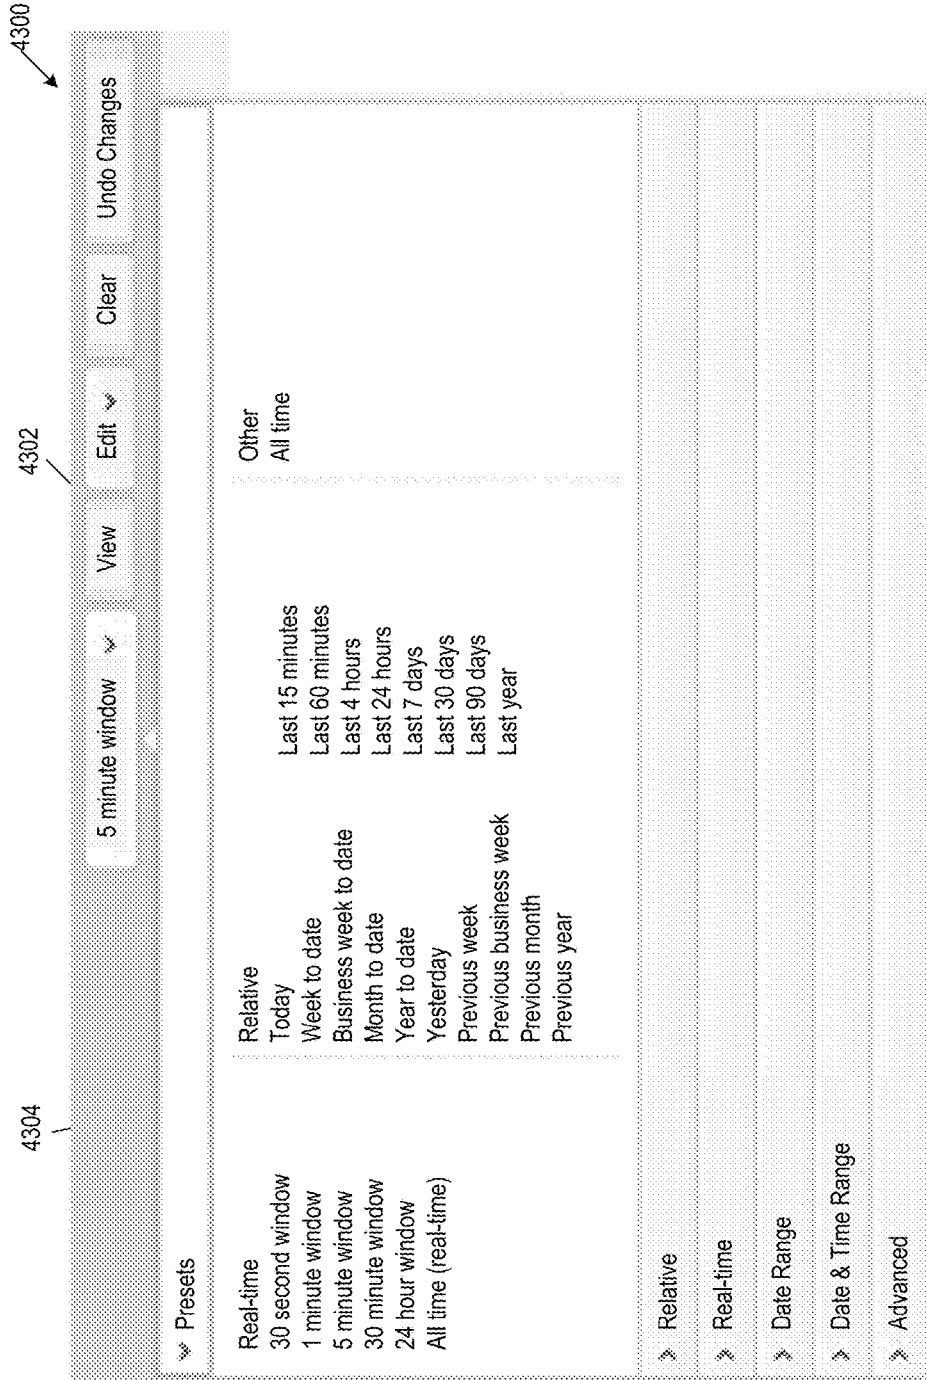 4300
4302
4304
5 minute window
View
Edit
Clear
Undo Changes
Presets
Real-time
30 second window
1 minute window
5 minute window
30 minute window
24 hour window
All time (real-time)
Relative
Today
Week to date
Business week to date
Month to date
Year to date
Yesterday
Previous week
Previous business week
Previous month
Previous year
Last 15 minutes
Last 60 minutes
Last 4 hours
Last 24 hours
Last 7 days
Last 30 days
Last 90 days
Last year
Other
All time
Relative
Real-time
Date Range
Date & Time Range
Advanced